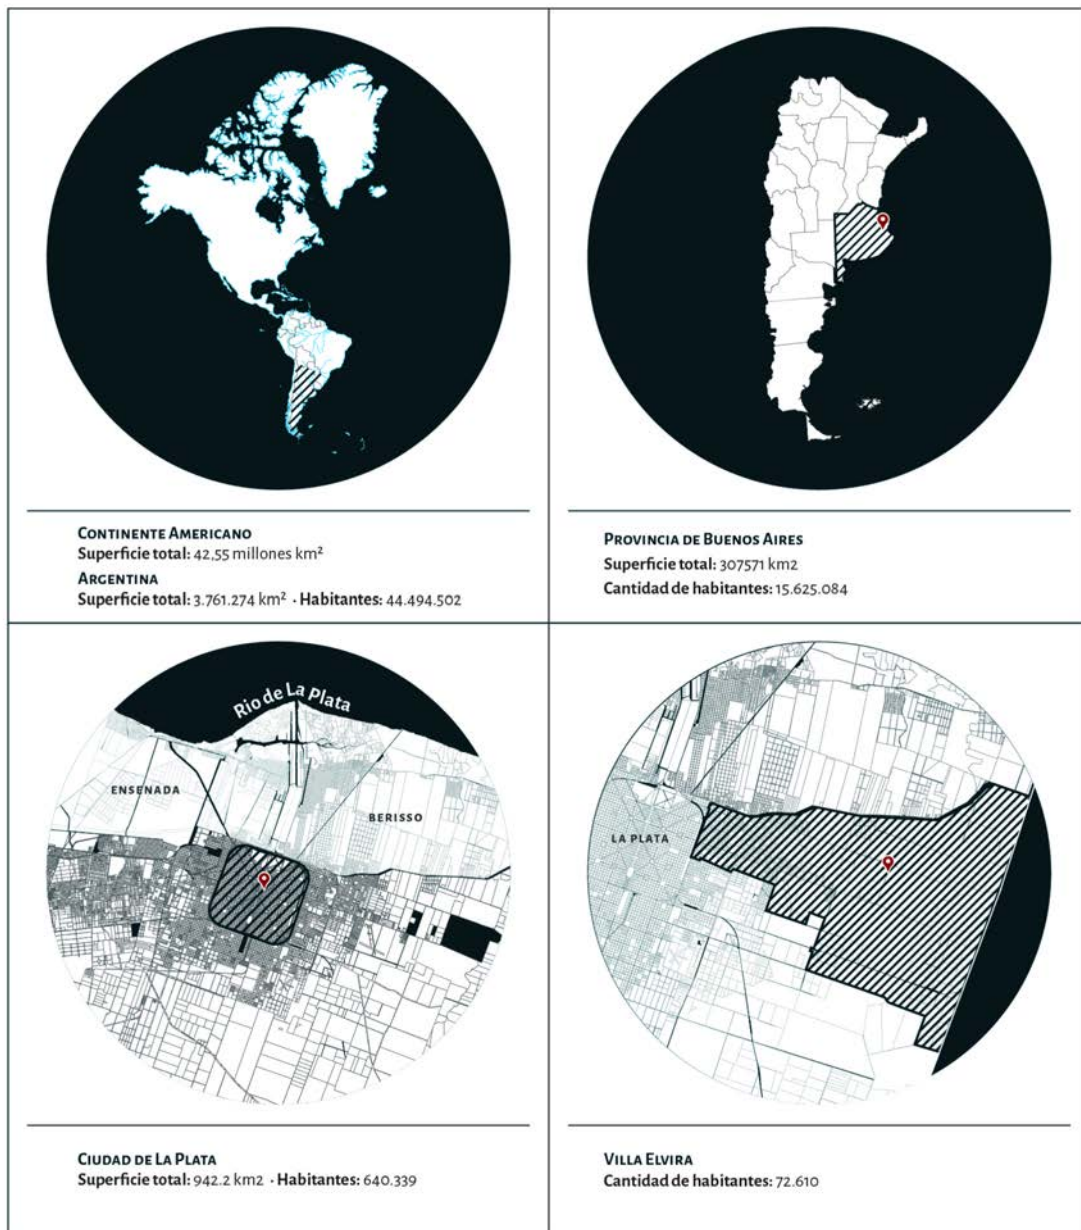 CONTINENTE AMERICANO
Superficie total: 42,55 millones km²
ARGENTINA
Superficie total: 3.761.274 km² · Habitantes: 44.494.502
PROVINCIA DE BUENOS AIRES
Superficie total: 307571 km2
Cantidad de habitantes: 15.625.084
Rio de La Plata
ENSENADA
BERISSO
CIUDAD DE LA PLATA
Superficie total: 942.2 km2 · Habitantes: 640.339
LA PLATA
VILLA ELVIRA
Cantidad de habitantes: 72.610